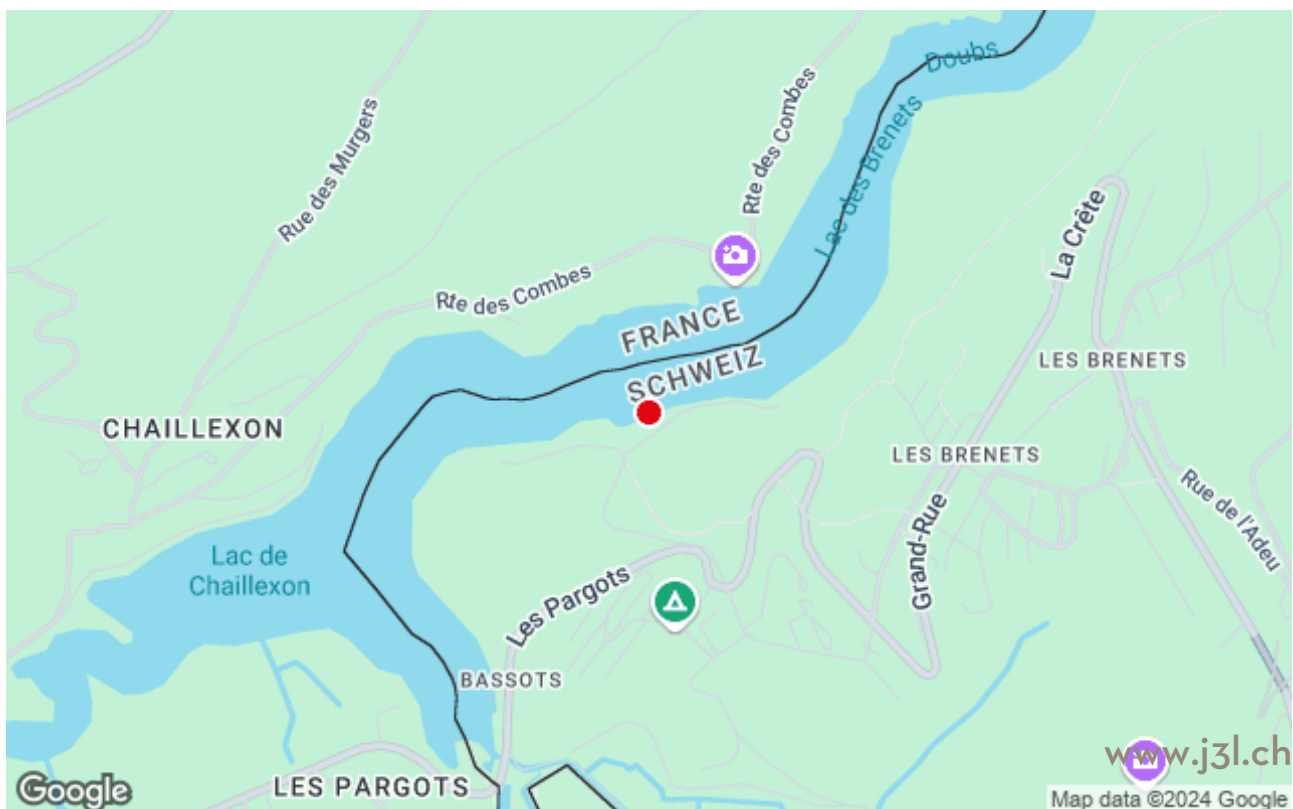 Doubs
Rte des Combes
Rue des Murgers
Lac des Brenets
La Crête
Rte des Combes
FRANCE
SCHWEIZ
LES BRENETS
CHAILLEXON
LES BRENETS
Rue de l'Adeu
Grand-Rue
Lac de
Chaillexon
Les Pargots
BASSOTS
www.j3l.ch
LES PARGOTS
Google
Map data ©2024 Google